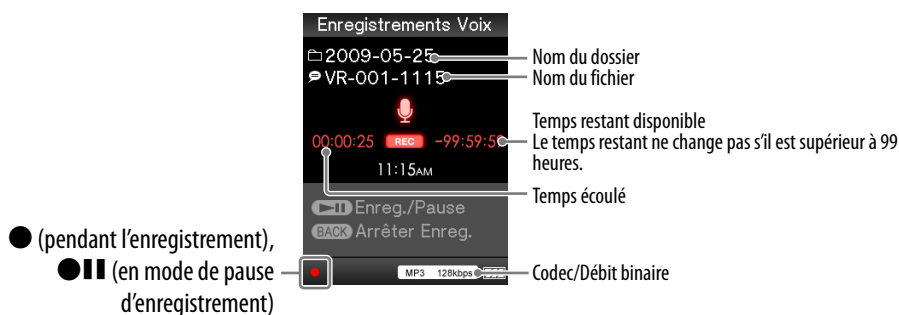 Enregistrements Voix
2009-05-25
VR-001-1115
00:00:25 REC -99:59:5
11:15AM
Enreg./Pause
BACK Arrêter Enreg.
MP3 128kbps
Nom du dossier
Nom du fichier
Temps restant disponible
Le temps restant ne change pas s'il est supérieur à 99
heures.
Temps écoulé
Codec/Débit binaire
● (pendant l'enregistrement),
●▮▮ (en mode de pause
d'enregistrement)